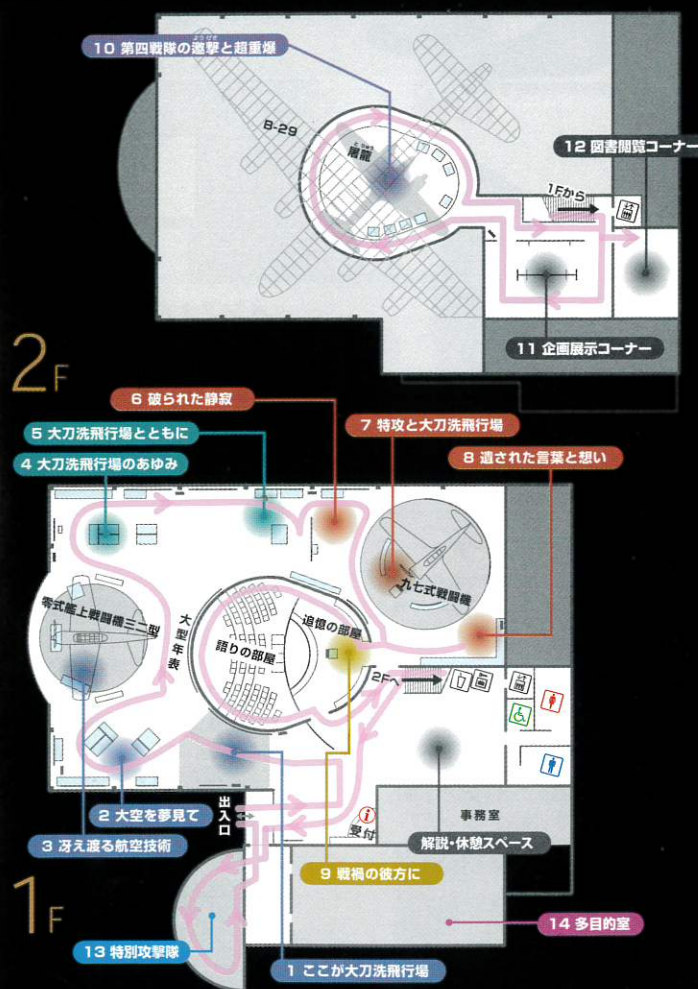 ようげき
10 第四戦隊の邀撃と超重爆
B-29
とりゅう
屠龍
12 図書閲覧コーナー
1Fから
11 企画展示コーナー
2F
6 破られた静寂
5 大刀洗飛行場とともに
7 特攻と大刀洗飛行場
4 大刀洗飛行場のあゆみ
8 遺された言葉と想い
零式艦上戦闘機三二型
大型年表
九七式戦闘機
語りの部屋
追憶の部屋
2Fへ
2 大空を夢見て
出入口
3 冴え渡る航空技術
受付
事務室
解説・休憩スペース
9 戦禍の彼方に
1F
14 多目的室
13 特別攻撃隊
1 ここが大刀洗飛行場